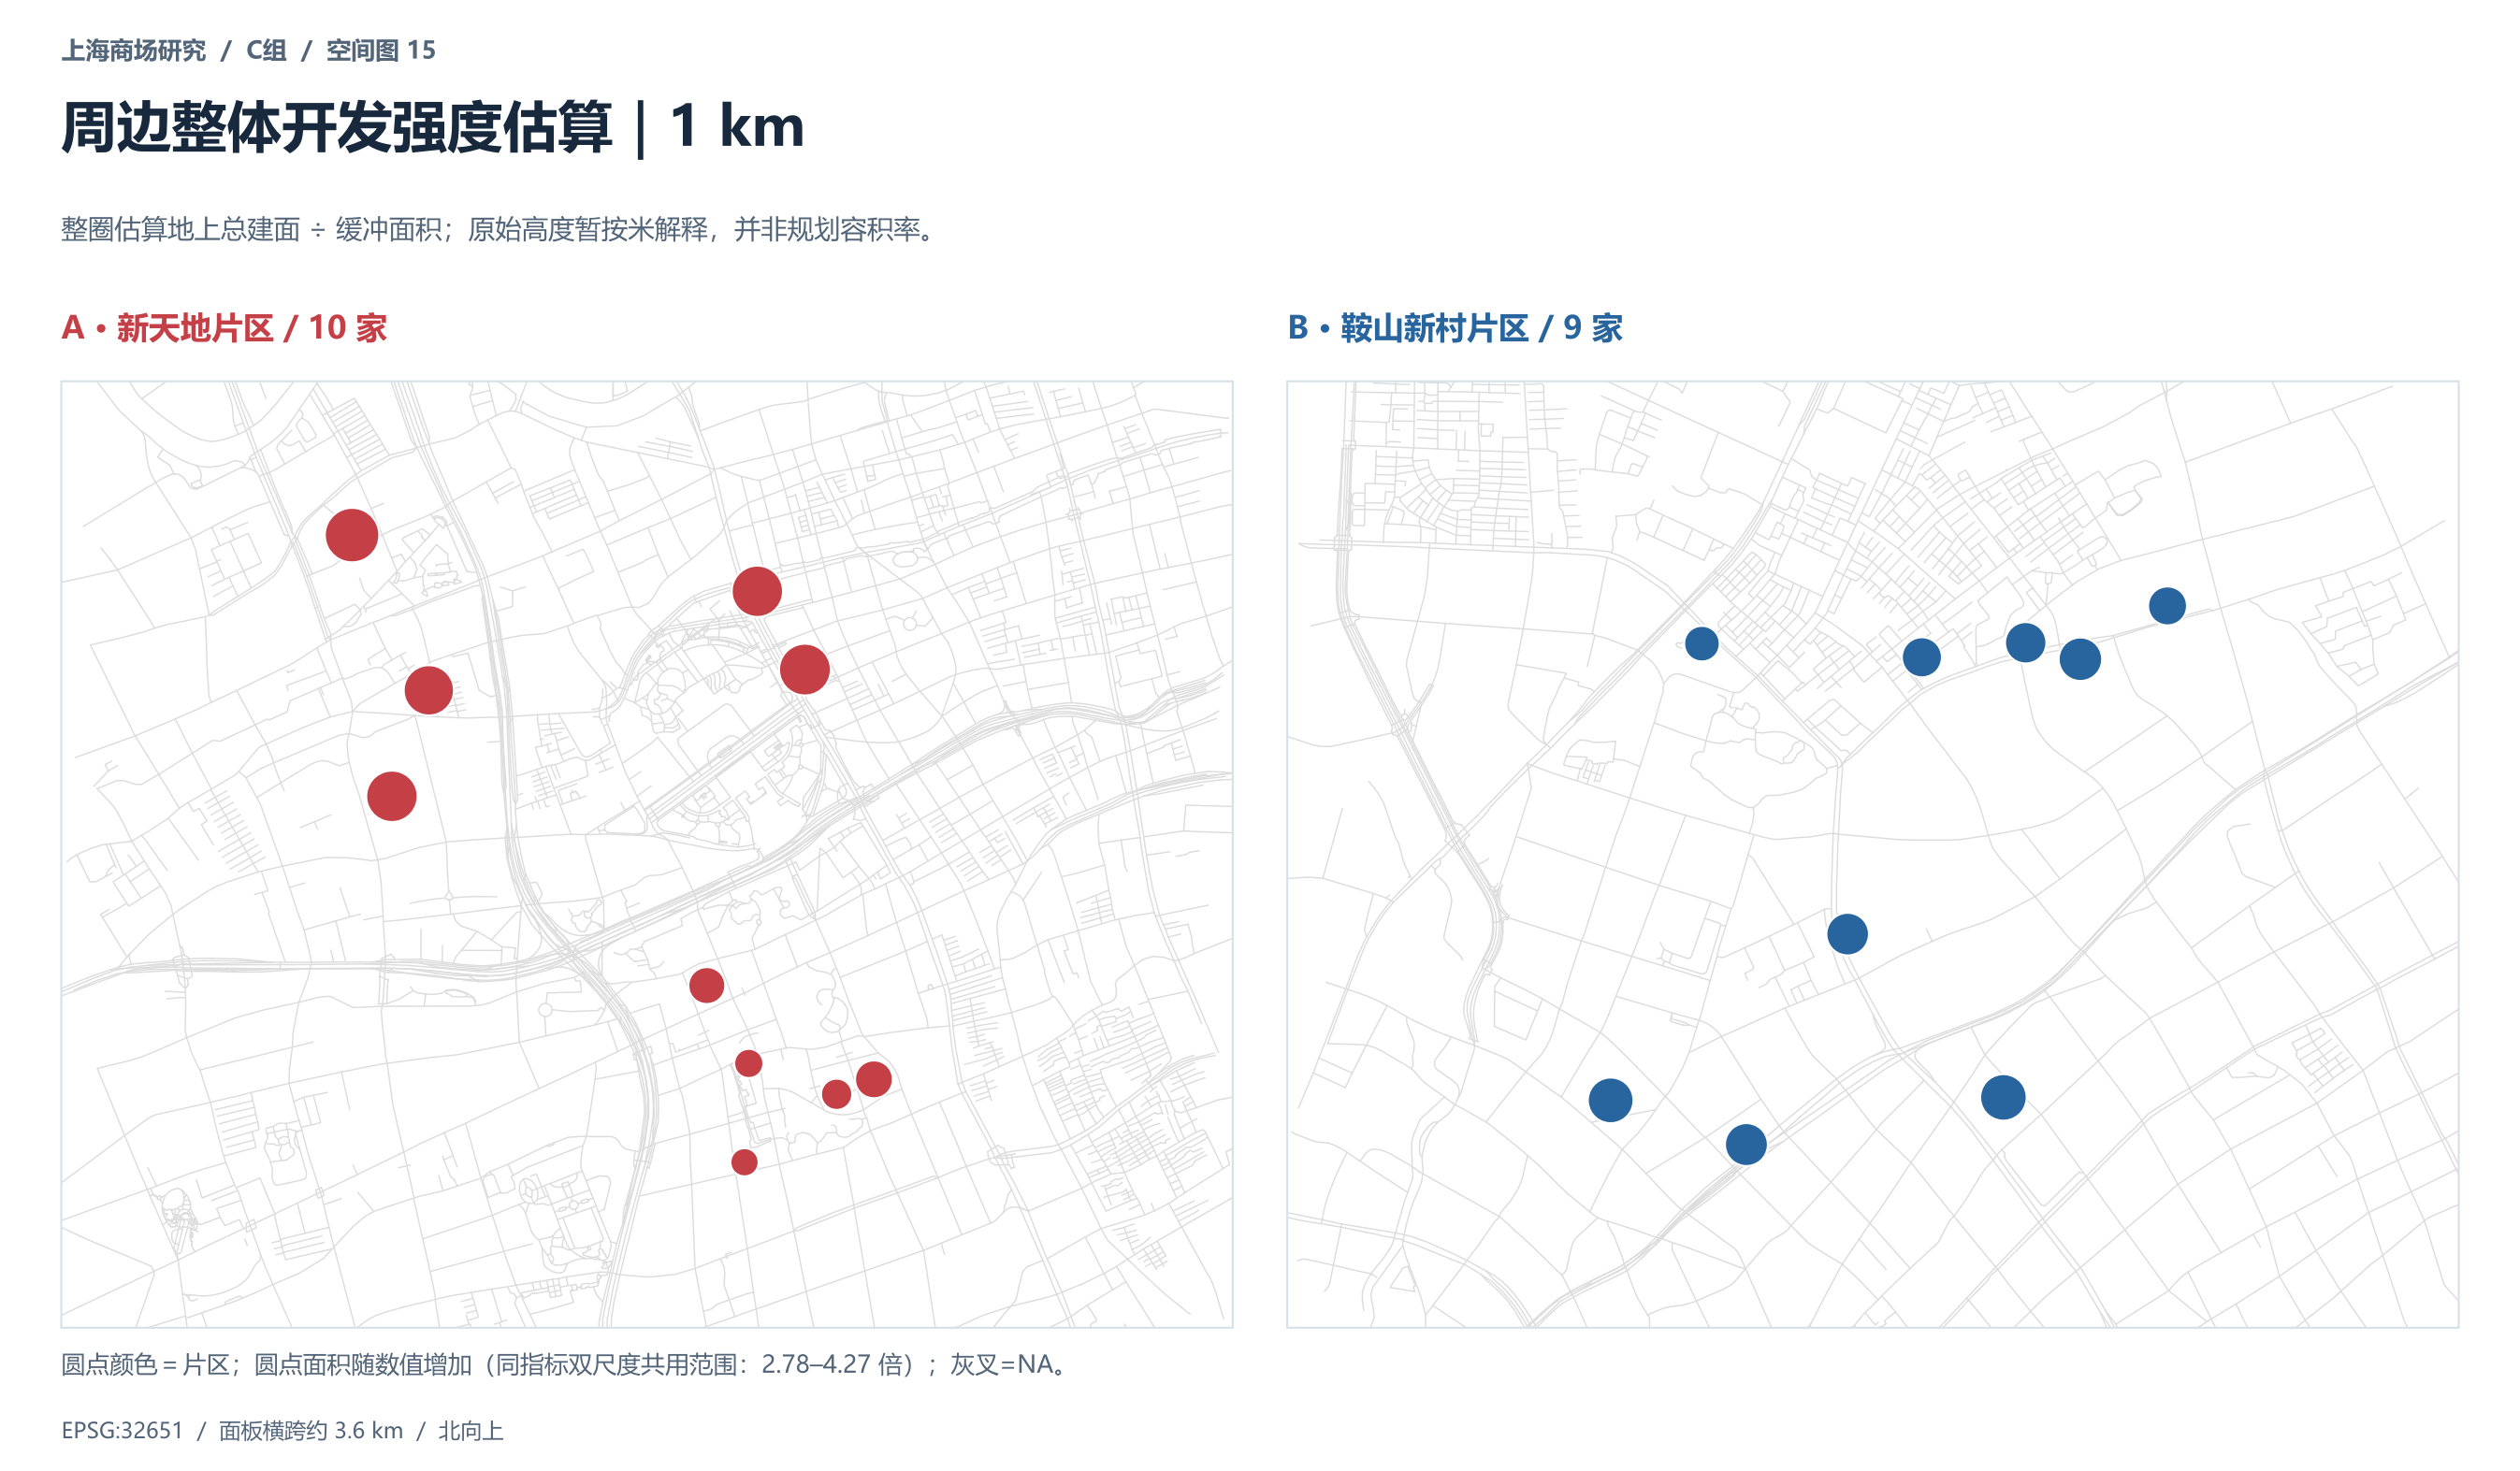 上海商场研究 / C组 / 空间图 15
周边整体开发强度估算 | 1 km
整圈估算地上总建面 ÷ 缓冲面积；原始高度暂按米解释，并非规划容积率。
A · 新天地片区 / 10 家
B · 鞍山新村片区 / 9 家
圆点颜色 = 片区；圆点面积随数值增加（同指标双尺度共用范围：2.78–4.27 倍）；灰叉=NA。
EPSG:32651 / 面板横跨约 3.6 km / 北向上